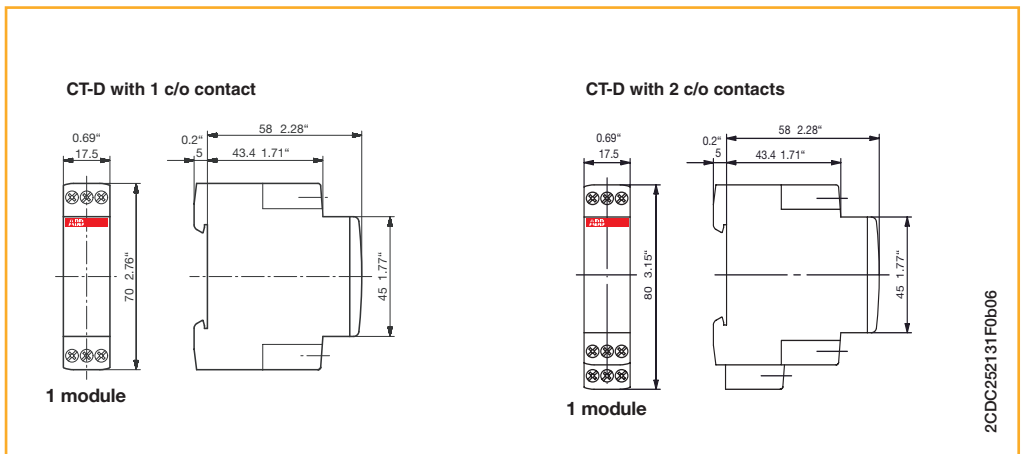 CT-D with 1 c/o contact
0.69“
17.5
0.2“
5
58 2.28“
43.4 1.71“
ABB
70 2.76“
45 1.77“
1 module
CT-D with 2 c/o contacts
0.69“
17.5
0.2“
5
58 2.28“
43.4 1.71“
ABB
80 3.15“
45 1.77“
1 module
2CDC252131F0b06